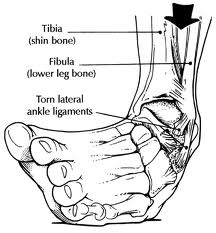 Tibia
(shin bone)
Fibula
(lower leg bone)
Torn lateral
ankle ligaments